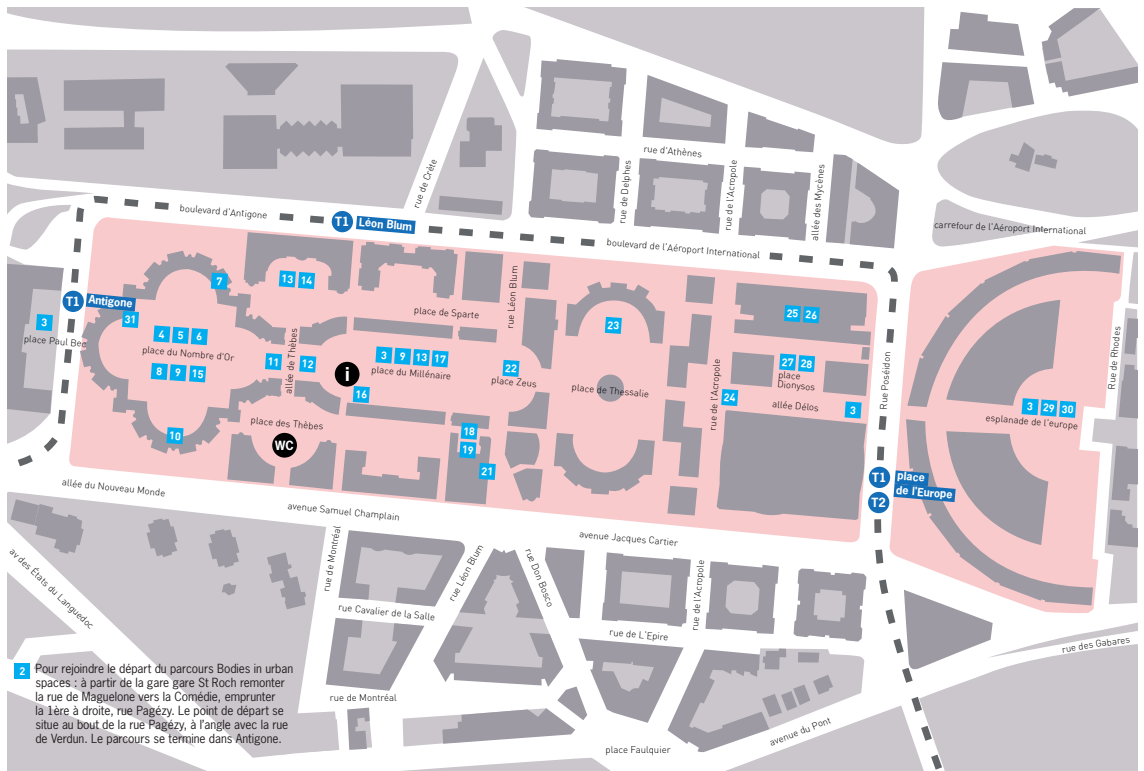 rue d'Athènes
rue de Crète
rue de Delphes
rue de l'Acropole
allée des Mycènes
boulevard d'Antigone
T1 Léon Blum
boulevard de l'Aéroport International
carrefour de l'Aéroport International
7
13 14
T1 Antigone
31
3
place Paul Bec
4 5 6
place du Nombre d'Or
8 9 15
10
11
allée de Thèbes
12
i
place de Sparte
rue Léon Blum
3 9 13 17
place du Millénaire
16
22
place Zeus
23
place de Thessalie
25 26
27 28
place
Dionysos
24
rue de l'Acropole
allée Délos
3
Rue Poséidon
Rue de Rhodes
3 29 30
esplanade de l'europe
place des Thèbes
WC
18
19
21
T1 place
de l'Europe
T2
allée du Nouveau Monde
avenue Samuel Champlain
avenue Jacques Cartier
av des États du Languedoc
rue de Montréal
rue Léon Blum
rue Don Bosco
rue de l'Acropole
rue Cavalier de la Salle
rue de L'Epire
rue des Gabares
rue de Montréal
avenue du Pont
place Faulquier
2 Pour rejoindre le départ du parcours Bodies in urban
spaces : à partir de la gare gare St Roch remonter
la rue de Maguelone vers la Comédie, emprunter
la 1ère à droite, rue Pagézy. Le point de départ se
situe au bout de la rue Pagézy, à l'angle avec la rue
de Verdun. Le parcours se termine dans Antigone.